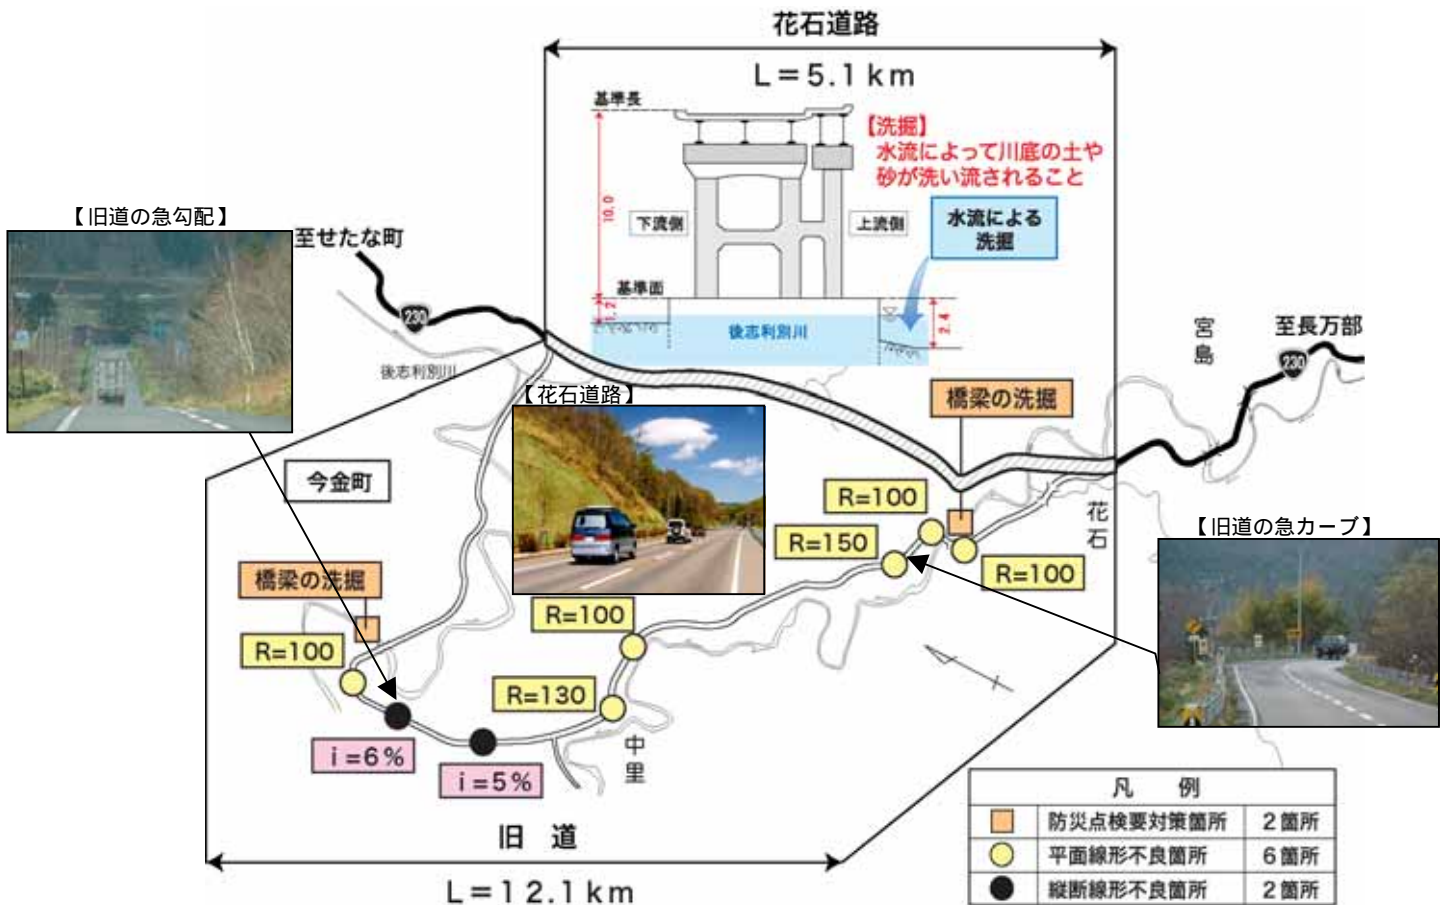 花石道路
L=5.1km
基準長
【洗掘】
水流によって川底の土や
砂が洗い流されること
10.0
下流側
上流側
水流による
洗掘
基準面
1.2
2.4
後志利別川
【旧道の急勾配】
至せたな町
230
後志利別川
宮島
至長万部
230
【花石道路】
橋梁の洗掘
今金町
R=100
R=150
花石
R=100
【旧道の急カーブ】
橋梁の洗掘
R=100
R=100
R=130
i=6%
i=5%
中里
旧 道
L=12.1km
凡 例
防災点検要対策箇所 2箇所
平面線形不良箇所 6箇所
縦断線形不良箇所 2箇所